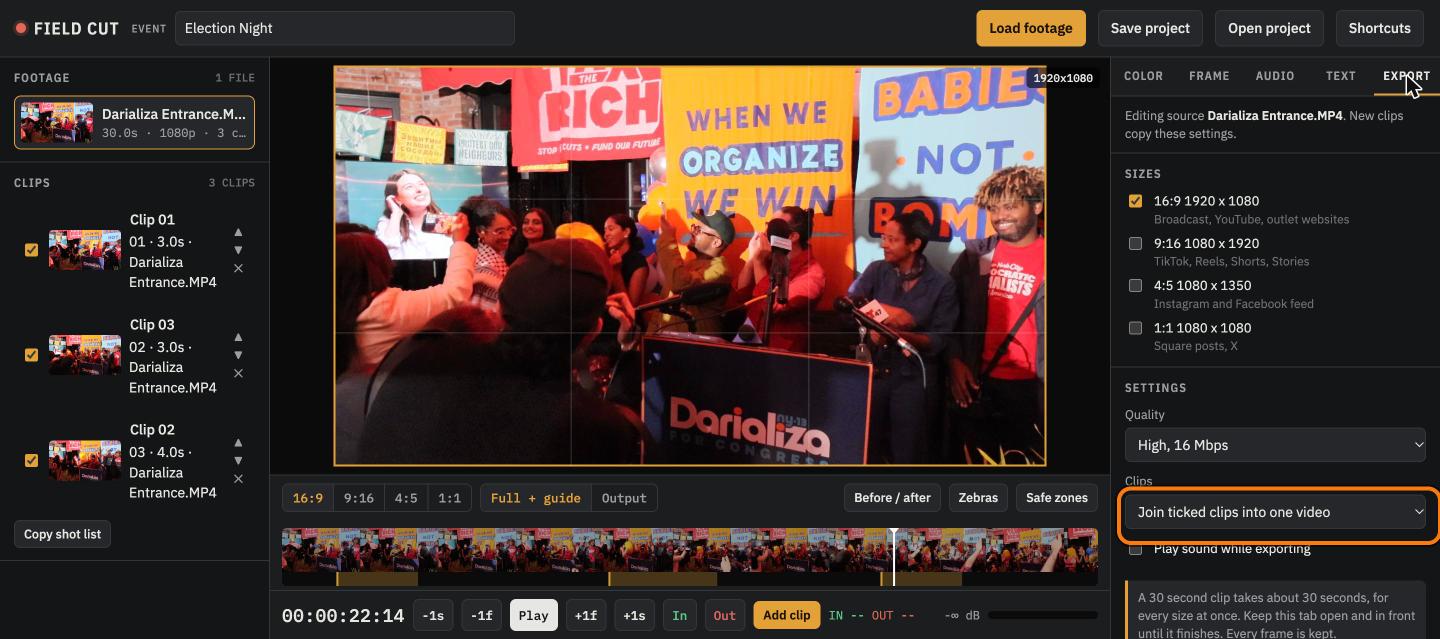 FIELD CUT
EVENT
Election Night
Load footage
Save project
Open project
Shortcuts
FOOTAGE
1 FILE
Darializa Entrance.M...
30.0s · 1080p · 3 c…
CLIPS
3 CLIPS
Clip 01
01 · 3.0s ·
Darializa
Entrance.MP4
Clip 03
02 · 3.0s ·
Darializa
Entrance.MP4
Clip 02
03 · 4.0s ·
Darializa
Entrance.MP4
Copy shot list
1920x1080
TAX
THE
RICH
STOP CUTS + FUND OUR FUTURE
PROTECT OUR
NEIGHBORS
WHEN WE
ORGANIZE
WE WIN
BABIES
NOT
BOMBS
Darializa
ny-13
FOR CONGRESS
16:9
9:16
4:5
1:1
Full + guide
Output
Before / after
Zebras
Safe zones
00:00:22:14
-1s
-1f
Play
+1f
+1s
In
Out
Add clip
IN --
OUT --
-∞ dB
COLOR
FRAME
AUDIO
TEXT
EXPORT
Editing source Darializa Entrance.MP4. New clips
copy these settings.
SIZES
16:9 1920 x 1080
Broadcast, YouTube, outlet websites
9:16 1080 x 1920
TikTok, Reels, Shorts, Stories
4:5 1080 x 1350
Instagram and Facebook feed
1:1 1080 x 1080
Square posts, X
SETTINGS
Quality
High, 16 Mbps
Clips
Join ticked clips into one video
Play sound while exporting
A 30 second clip takes about 30 seconds, for
every size at once. Keep this tab open and in front
until it finishes. Every frame is kept.